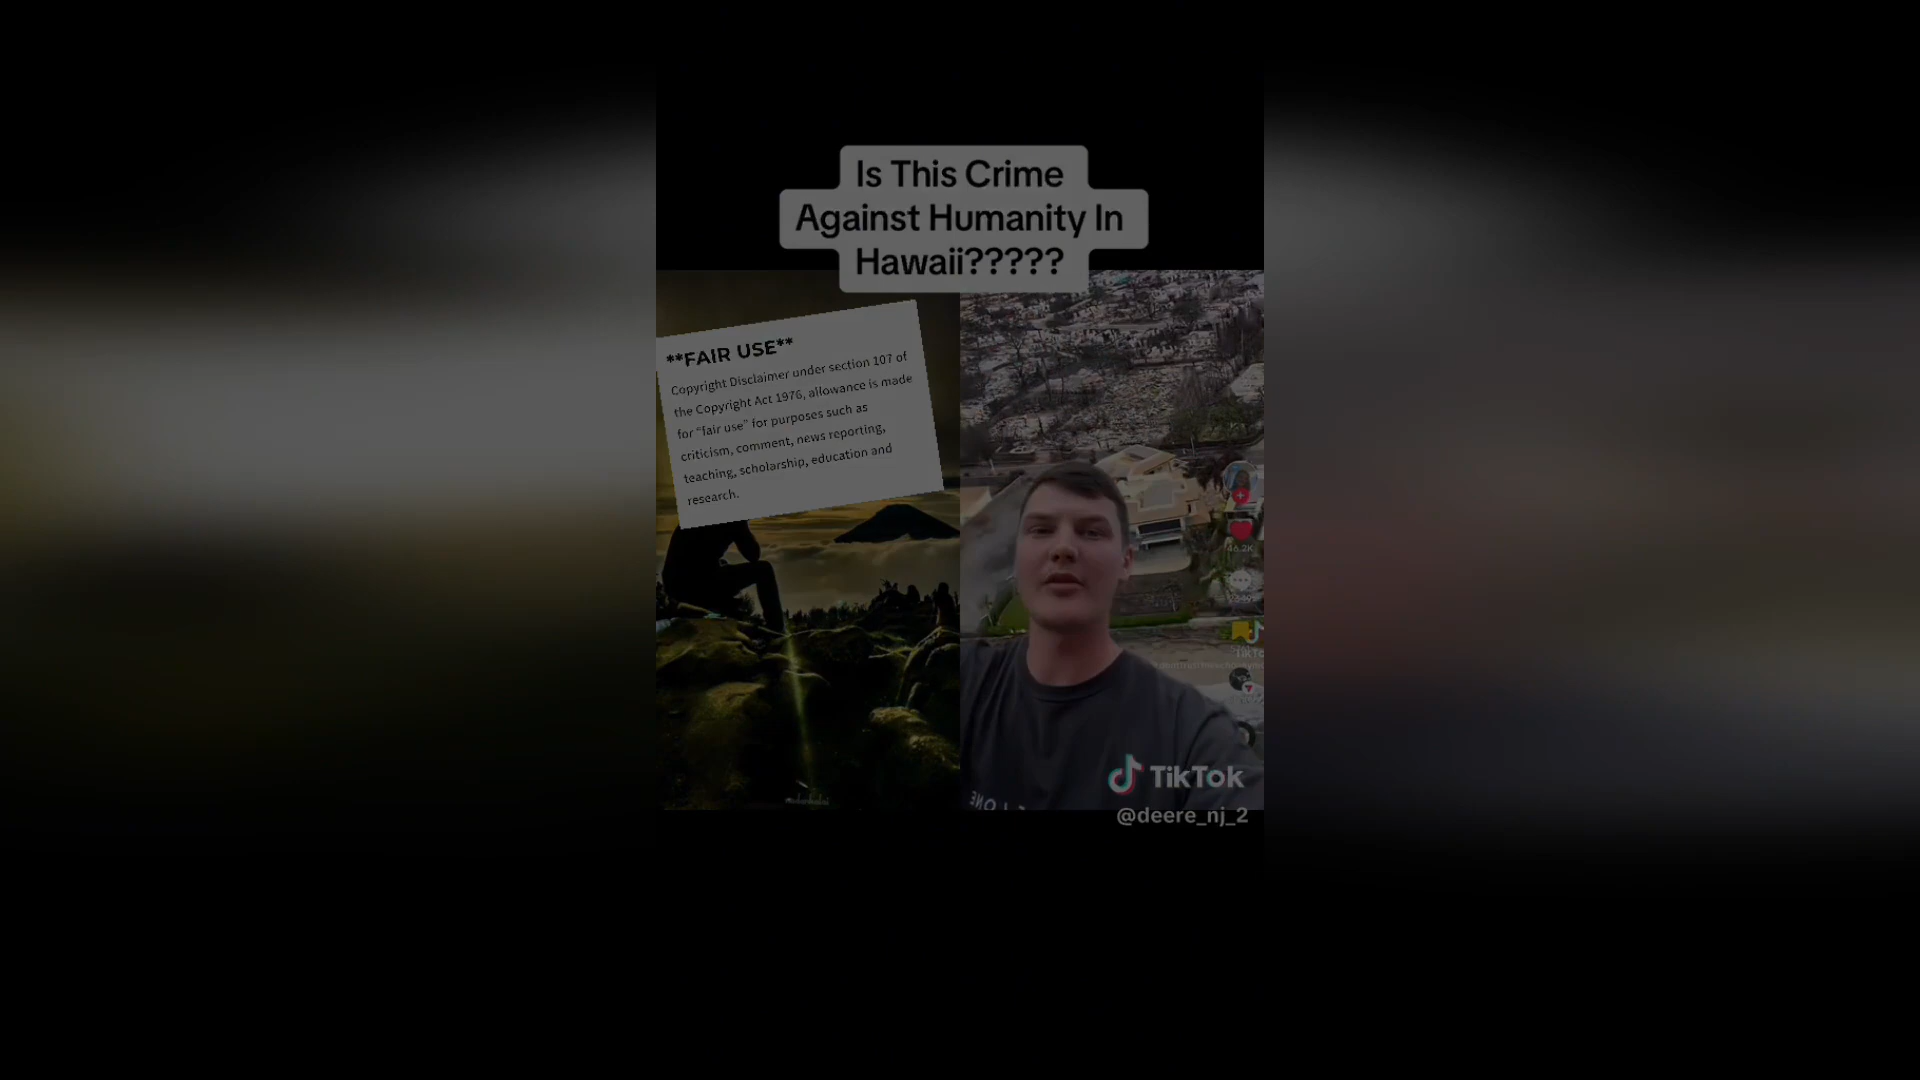 Is This Crime
Against Humanity In
Hawaii?????
**FAIR USE**
Copyright Disclaimer under section 107 of
the Copyright Act 1976, allowance is made
for "fair use" for purposes such as
criticism, comment, news reporting,
teaching, scholarship, education and
research.
46.2K
TikTok
@deere_nj_2